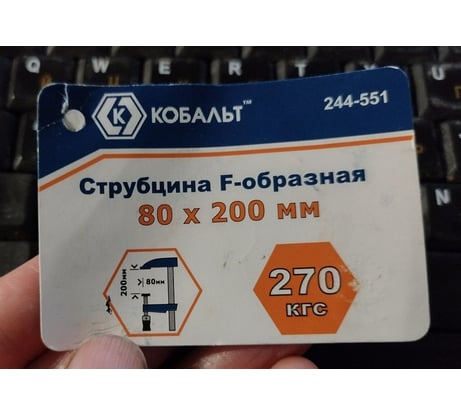 Q W E R T Y U
КОБАЛЬТ™
244-551
Струбцина F-образная
80 х 200 мм
200мм
80мм
270
кгс
N